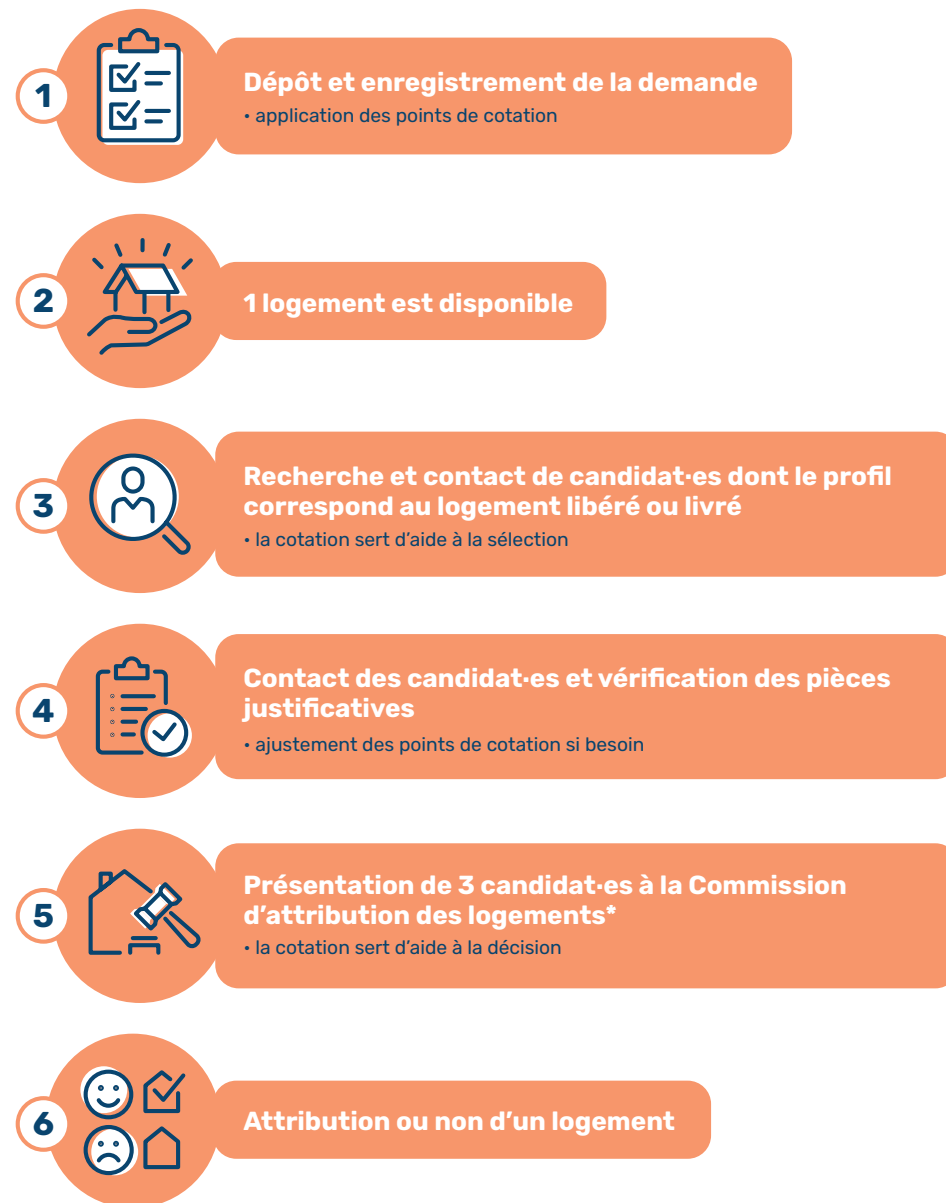 1
Dépôt et enregistrement de la demande
• application des points de cotation
2
1 logement est disponible
3
Recherche et contact de candidat·es dont le profil
correspond au logement libéré ou livré
• la cotation sert d’aide à la sélection
4
Contact des candidat·es et vérification des pièces
justificatives
• ajustement des points de cotation si besoin
5
Présentation de 3 candidat·es à la Commission
d’attribution des logements*
• la cotation sert d’aide à la décision
6
Attribution ou non d’un logement